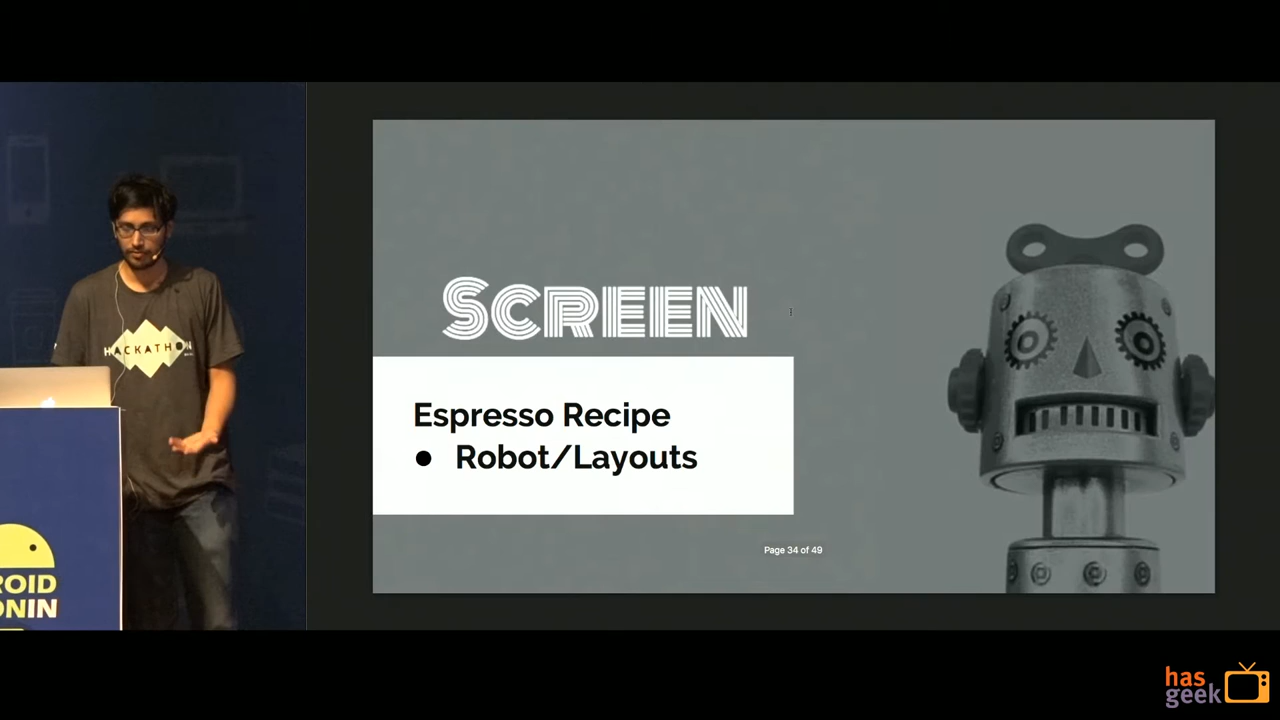 HACKATHON
ROID
ONIN
SCREEN
Espresso Recipe
● Robot/Layouts
Page 34 of 49
has
geek